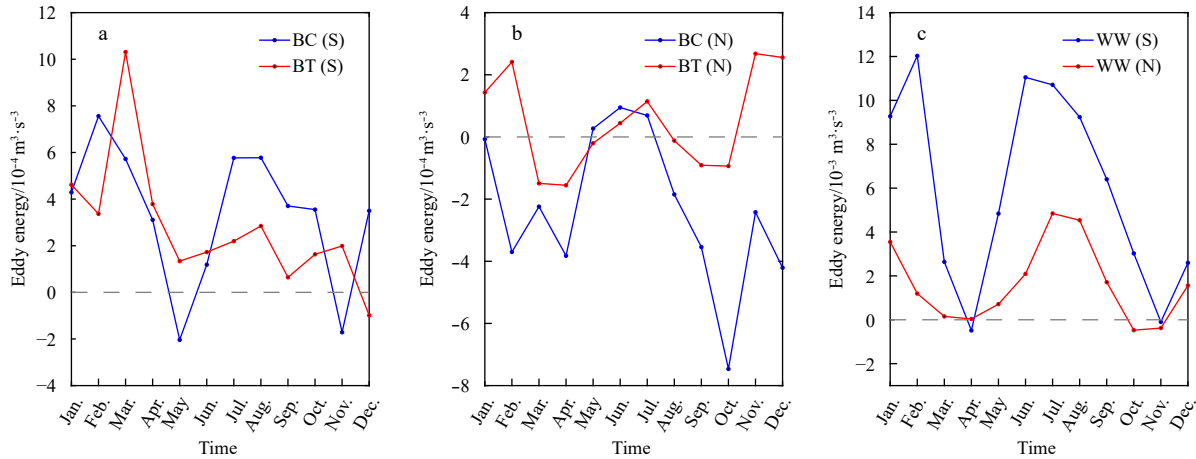 a
BC (S)
BT (S)
12
10
8
6
4
2
0
−2
−4
Eddy energy/10⁻⁴ m³·s⁻³
Jan.
Feb.
Mar.
Apr.
May
Jun.
Jul.
Aug.
Sep.
Oct.
Nov.
Dec.
Time
b
BC (N)
BT (N)
4
2
0
−2
−4
−6
−8
Eddy energy/10⁻⁴ m³·s⁻³
Jan.
Feb.
Mar.
Apr.
May
Jun.
Jul.
Aug.
Sep.
Oct.
Nov.
Dec.
Time
c
WW (S)
WW (N)
14
12
10
8
6
4
2
0
−2
Eddy energy/10⁻³ m³·s⁻³
Jan.
Feb.
Mar.
Apr.
May
Jun.
Jul.
Aug.
Sep.
Oct.
Nov.
Dec.
Time